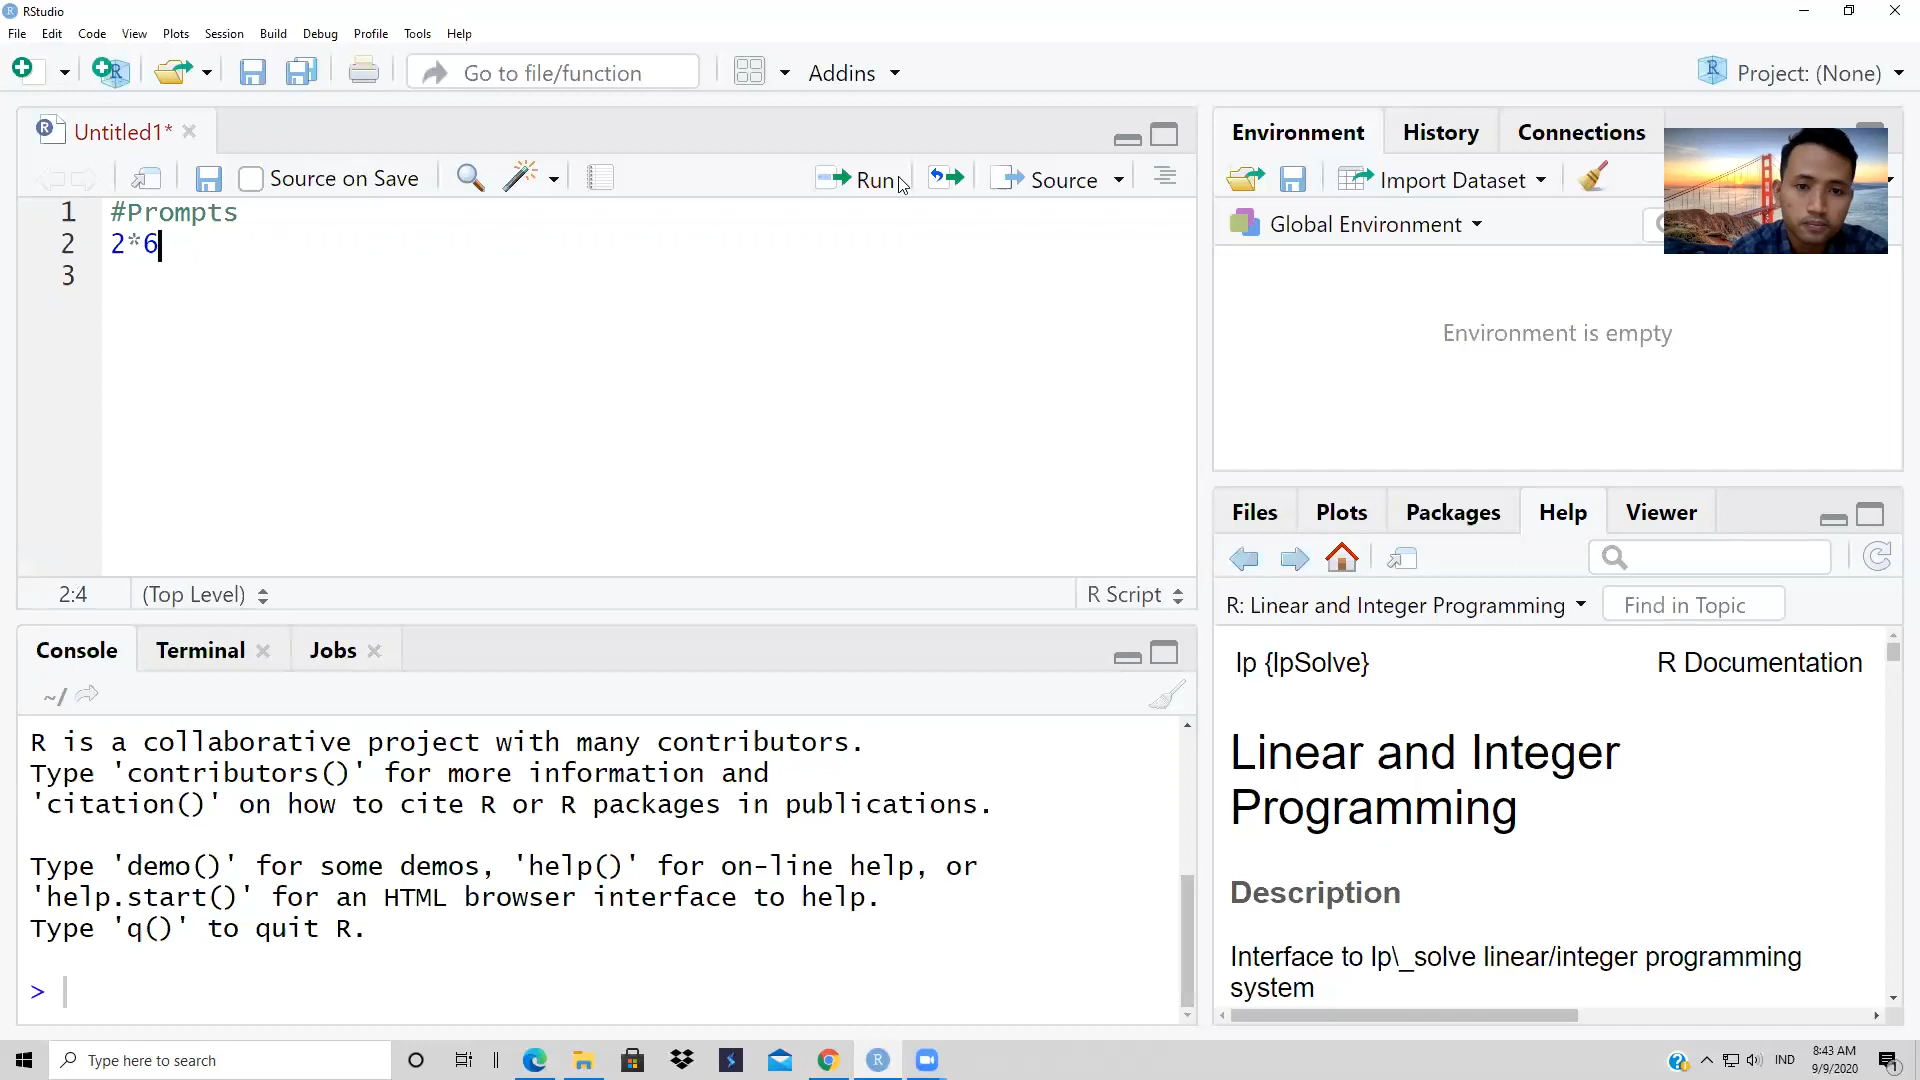 RStudio
File Edit Code View Plots Session Build Debug Profile Tools Help
Go to file/function Addins Project: (None)
Untitled1*
Source on Save Run Source
1 #Prompts
2 2*6
3
2:4 (Top Level) R Script
Console Terminal Jobs
~/
R is a collaborative project with many contributors.
Type 'contributors()' for more information and
'citation()' on how to cite R or R packages in publications.
Type 'demo()' for some demos, 'help()' for on-line help, or
'help.start()' for an HTML browser interface to help.
Type 'q()' to quit R.
>
Environment History Connections
Import Dataset
Global Environment
Environment is empty
Files Plots Packages Help Viewer
R: Linear and Integer Programming Find in Topic
lp {lpSolve} R Documentation
Linear and Integer
Programming
Description
Interface to lp\_solve linear/integer programming
system
Type here to search
IND 8:43 AM
9/9/2020